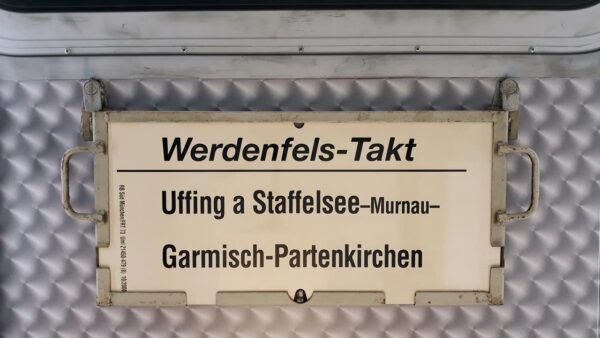 Werdenfels-Takt
Uffing a Staffelsee–Murnau–
Garmisch-Partenkirchen